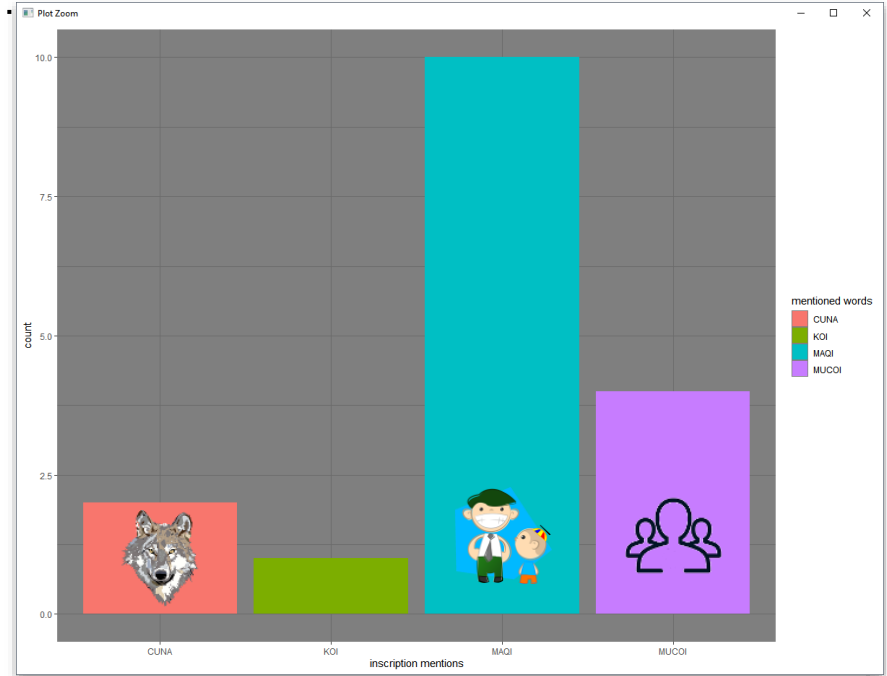 Plot Zoom
10.0
7.5
5.0
2.5
0.0
count
CUNA
KOI
MAQI
MUCOI
inscription mentions
mentioned words
CUNA
KOI
MAQI
MUCOI